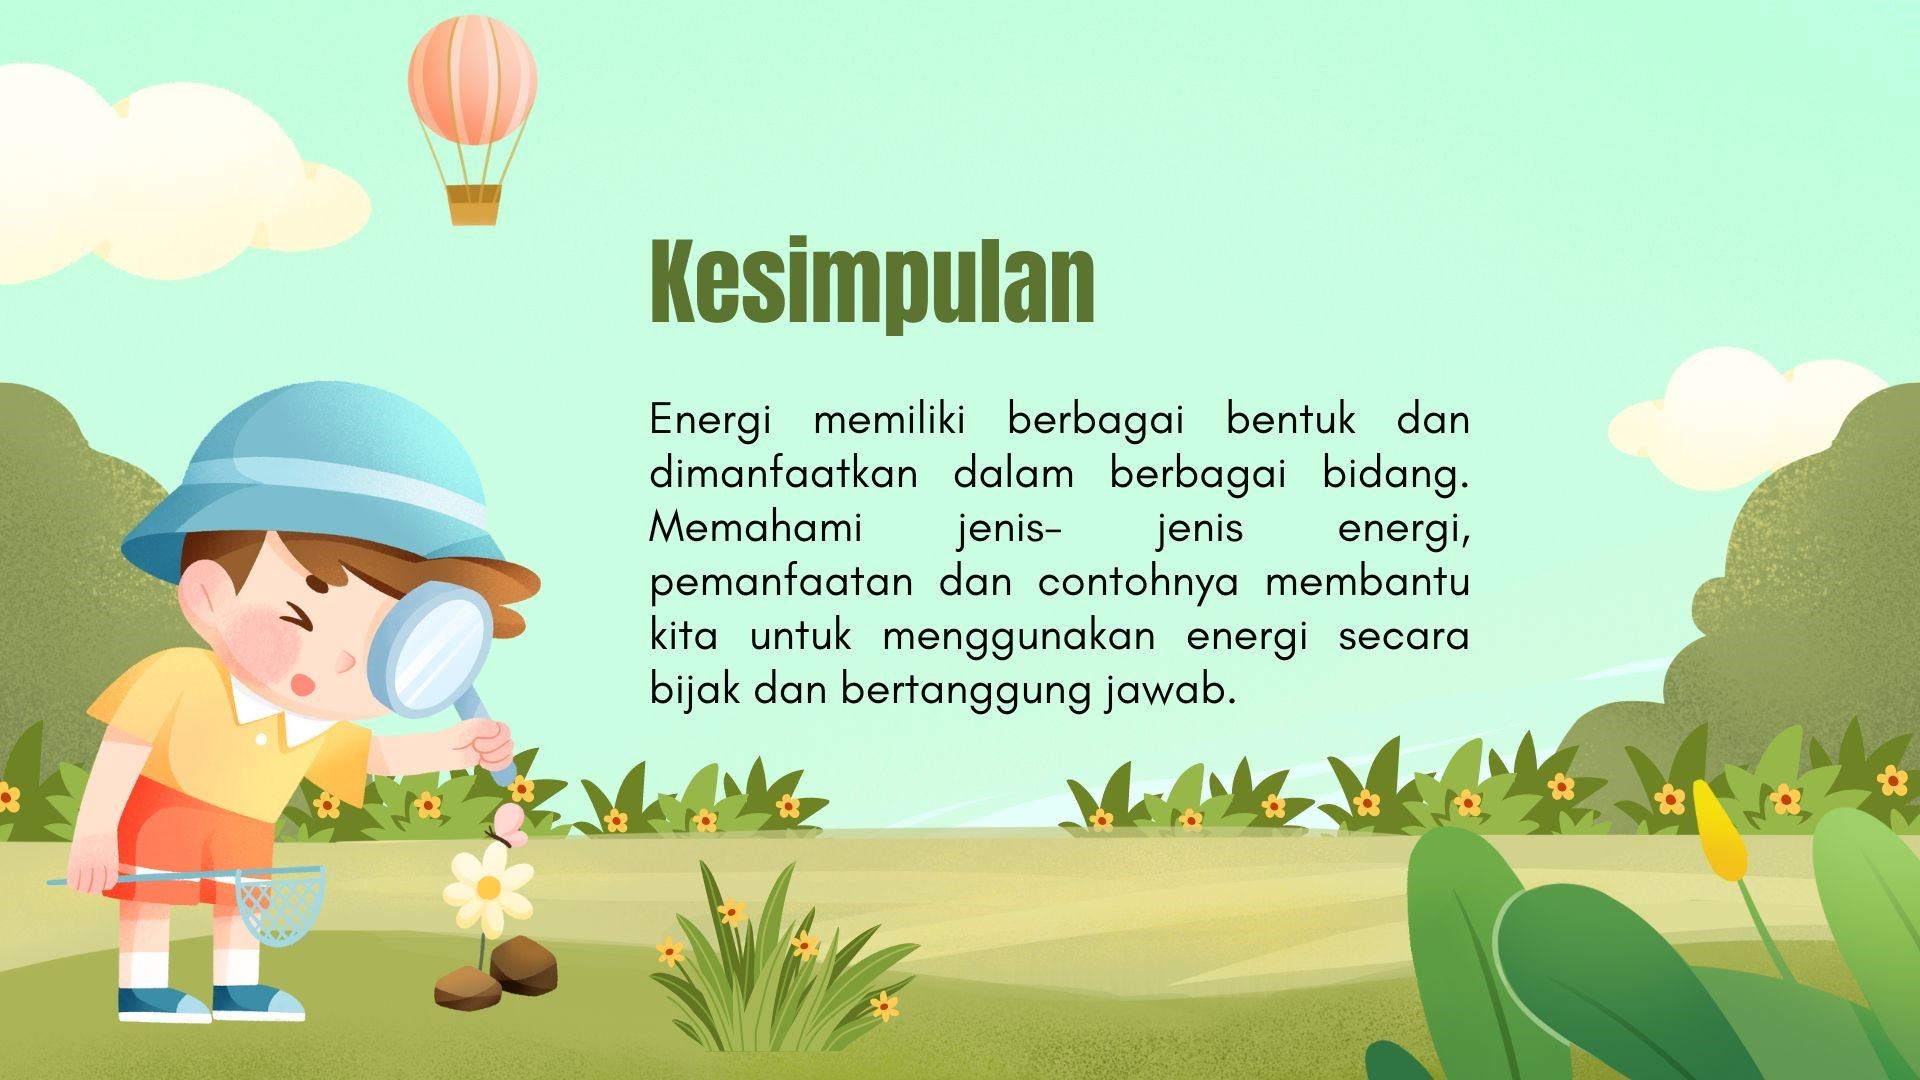 Kesimpulan
Energi memiliki berbagai bentuk dan
dimanfaatkan dalam berbagai bidang.
Memahami jenis- jenis energi,
pemanfaatan dan contohnya membantu
kita untuk menggunakan energi secara
bijak dan bertanggung jawab.